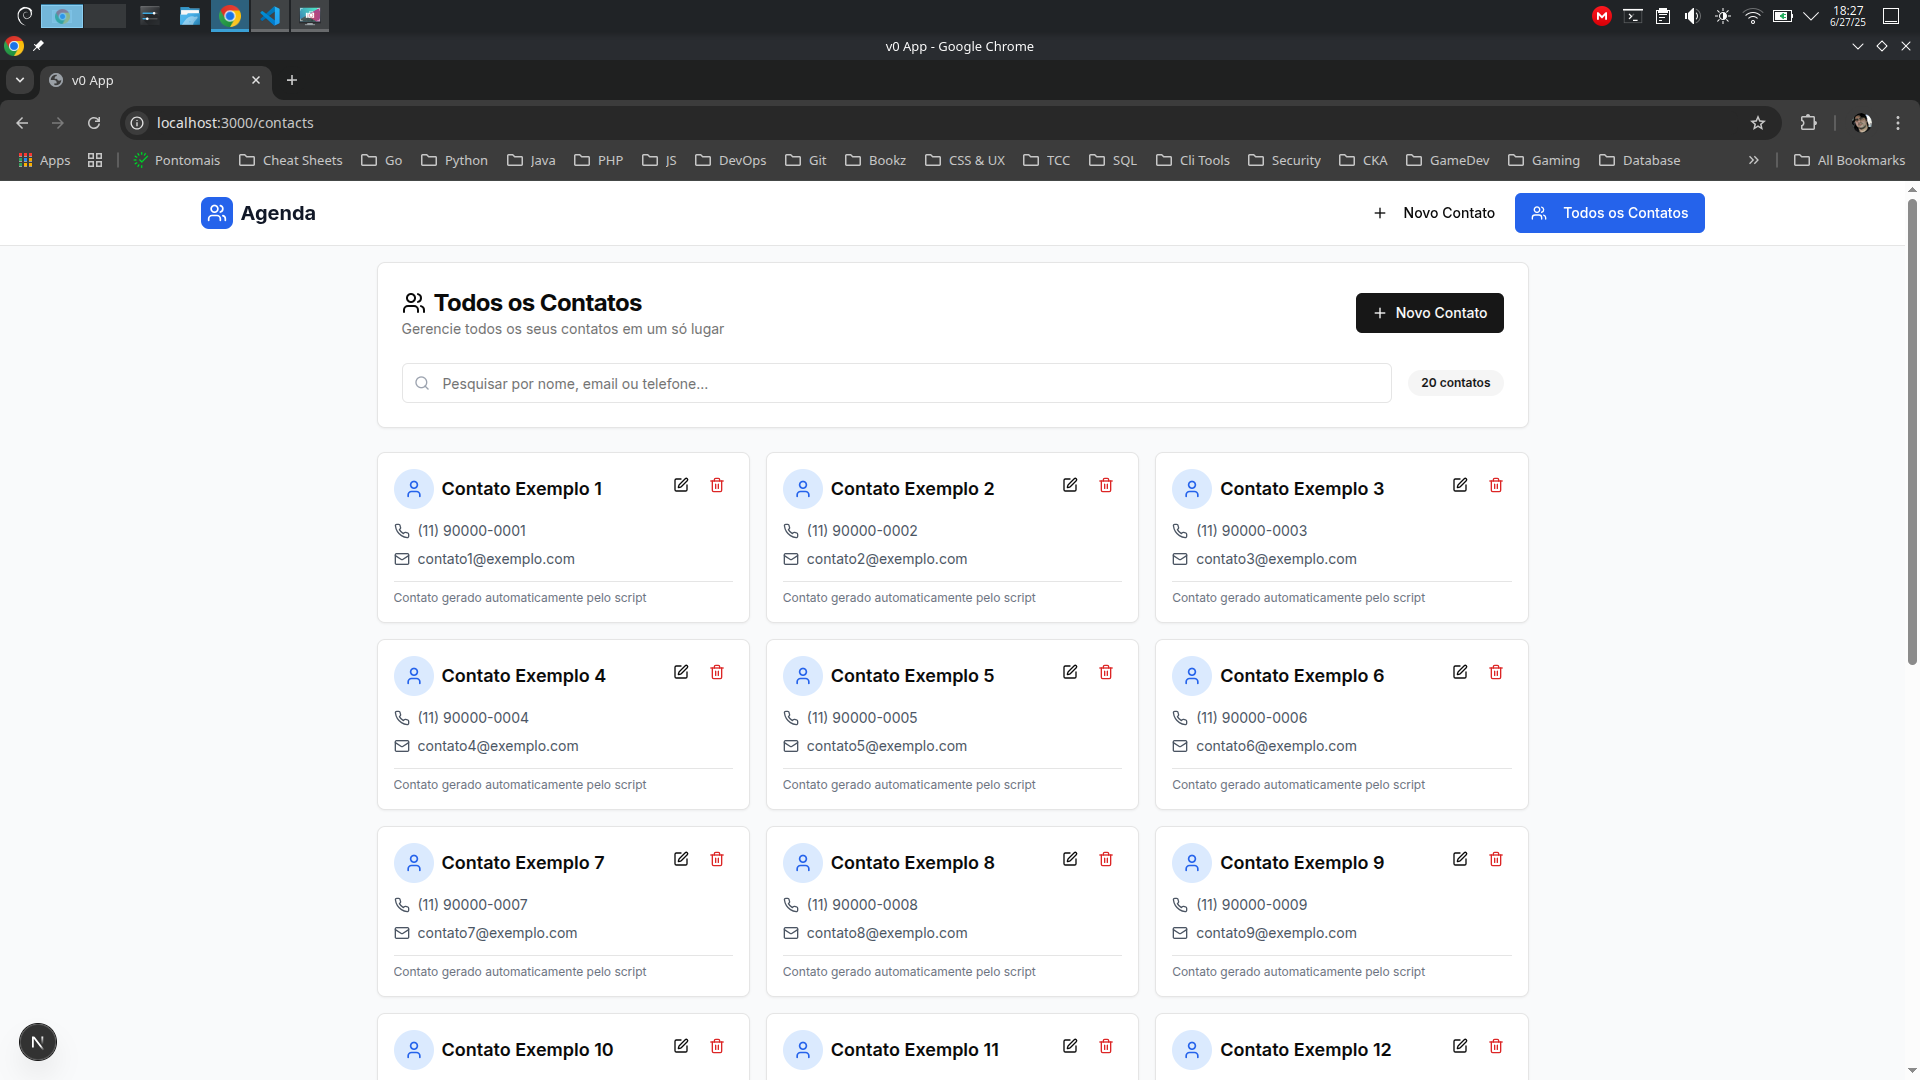 M
18:27
6/27/25
v0 App - Google Chrome
v0 App
localhost:3000/contacts
Apps
Pontomais
Cheat Sheets
Go
Python
Java
PHP
JS
DevOps
Git
Bookz
CSS & UX
TCC
SQL
Cli Tools
Security
CKA
GameDev
Gaming
Database
All Bookmarks
Agenda
Novo Contato
Todos os Contatos
Todos os Contatos
Gerencie todos os seus contatos em um só lugar
Novo Contato
Pesquisar por nome, email ou telefone...
20 contatos
Contato Exemplo 1
(11) 90000-0001
contato1@exemplo.com
Contato gerado automaticamente pelo script
Contato Exemplo 2
(11) 90000-0002
contato2@exemplo.com
Contato gerado automaticamente pelo script
Contato Exemplo 3
(11) 90000-0003
contato3@exemplo.com
Contato gerado automaticamente pelo script
Contato Exemplo 4
(11) 90000-0004
contato4@exemplo.com
Contato gerado automaticamente pelo script
Contato Exemplo 5
(11) 90000-0005
contato5@exemplo.com
Contato gerado automaticamente pelo script
Contato Exemplo 6
(11) 90000-0006
contato6@exemplo.com
Contato gerado automaticamente pelo script
Contato Exemplo 7
(11) 90000-0007
contato7@exemplo.com
Contato gerado automaticamente pelo script
Contato Exemplo 8
(11) 90000-0008
contato8@exemplo.com
Contato gerado automaticamente pelo script
Contato Exemplo 9
(11) 90000-0009
contato9@exemplo.com
Contato gerado automaticamente pelo script
Contato Exemplo 10
Contato Exemplo 11
Contato Exemplo 12
N